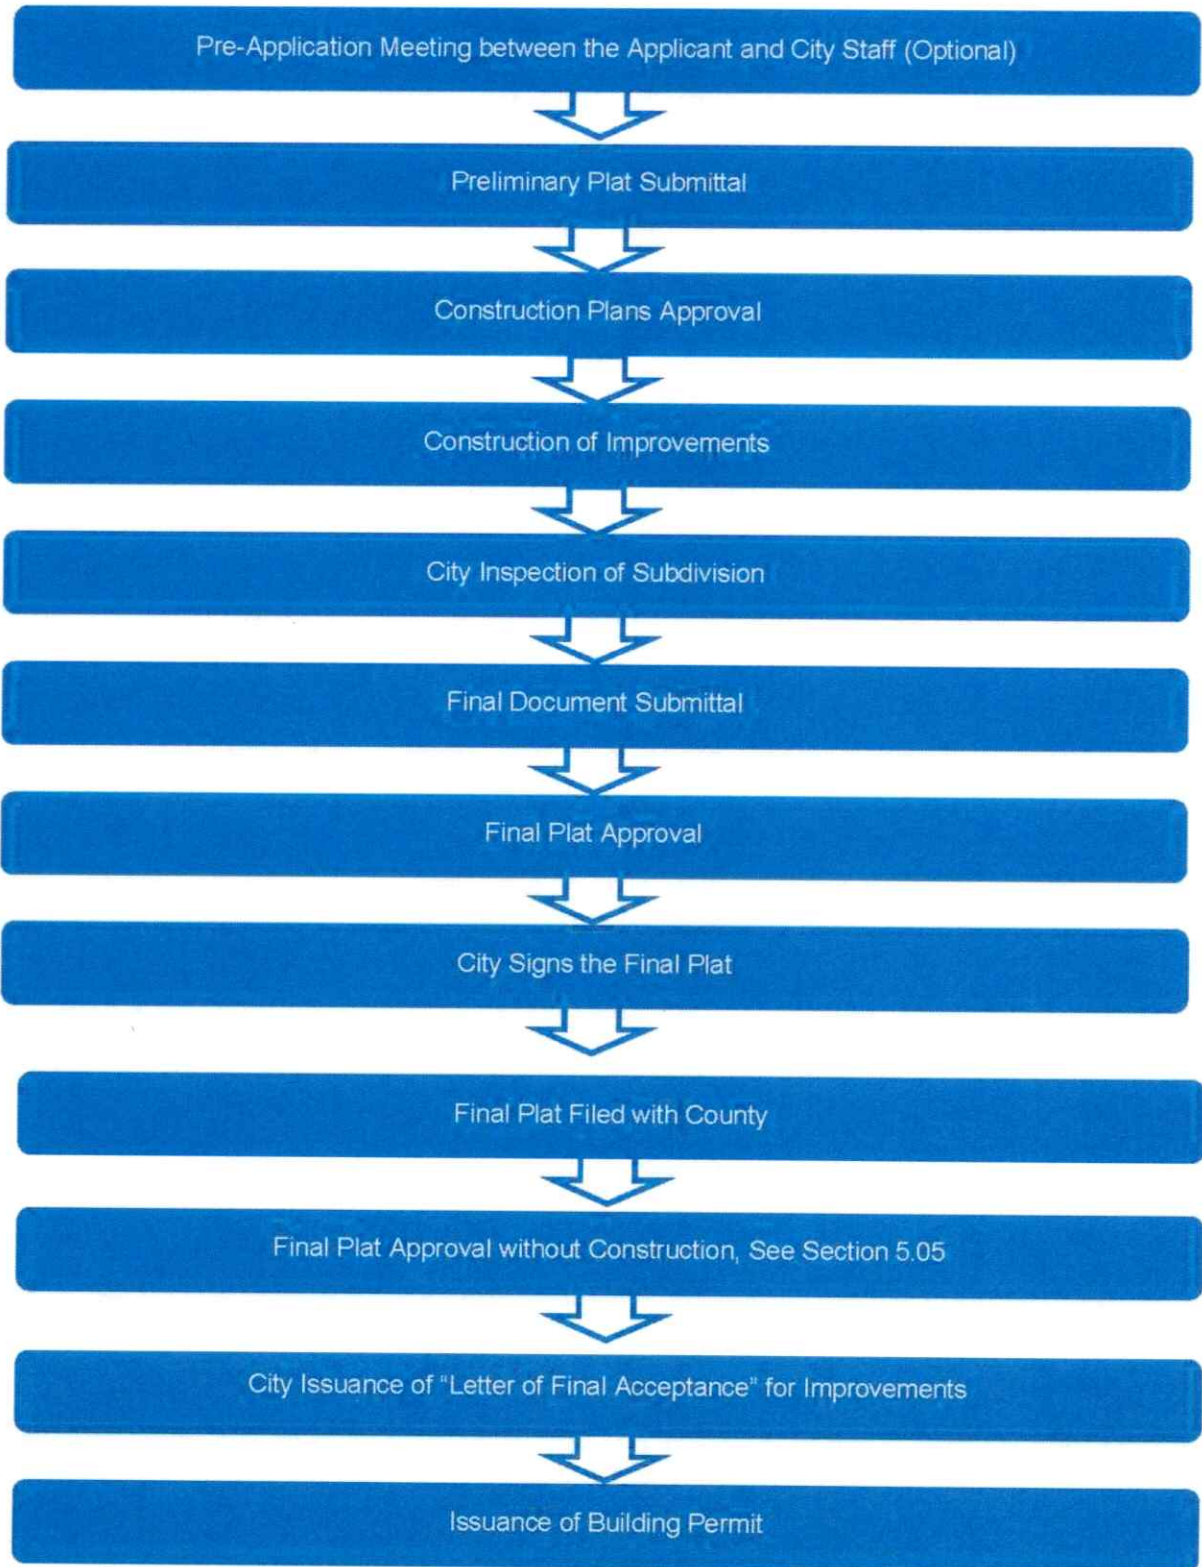 Pre-Application Meeting between the Applicant and City Staff (Optional)
Preliminary Plat Submittal
Construction Plans Approval
Construction of Improvements
City Inspection of Subdivision
Final Document Submittal
Final Plat Approval
City Signs the Final Plat
Final Plat Filed with County
Final Plat Approval without Construction, See Section 5.05
City Issuance of “Letter of Final Acceptance” for Improvements
Issuance of Building Permit